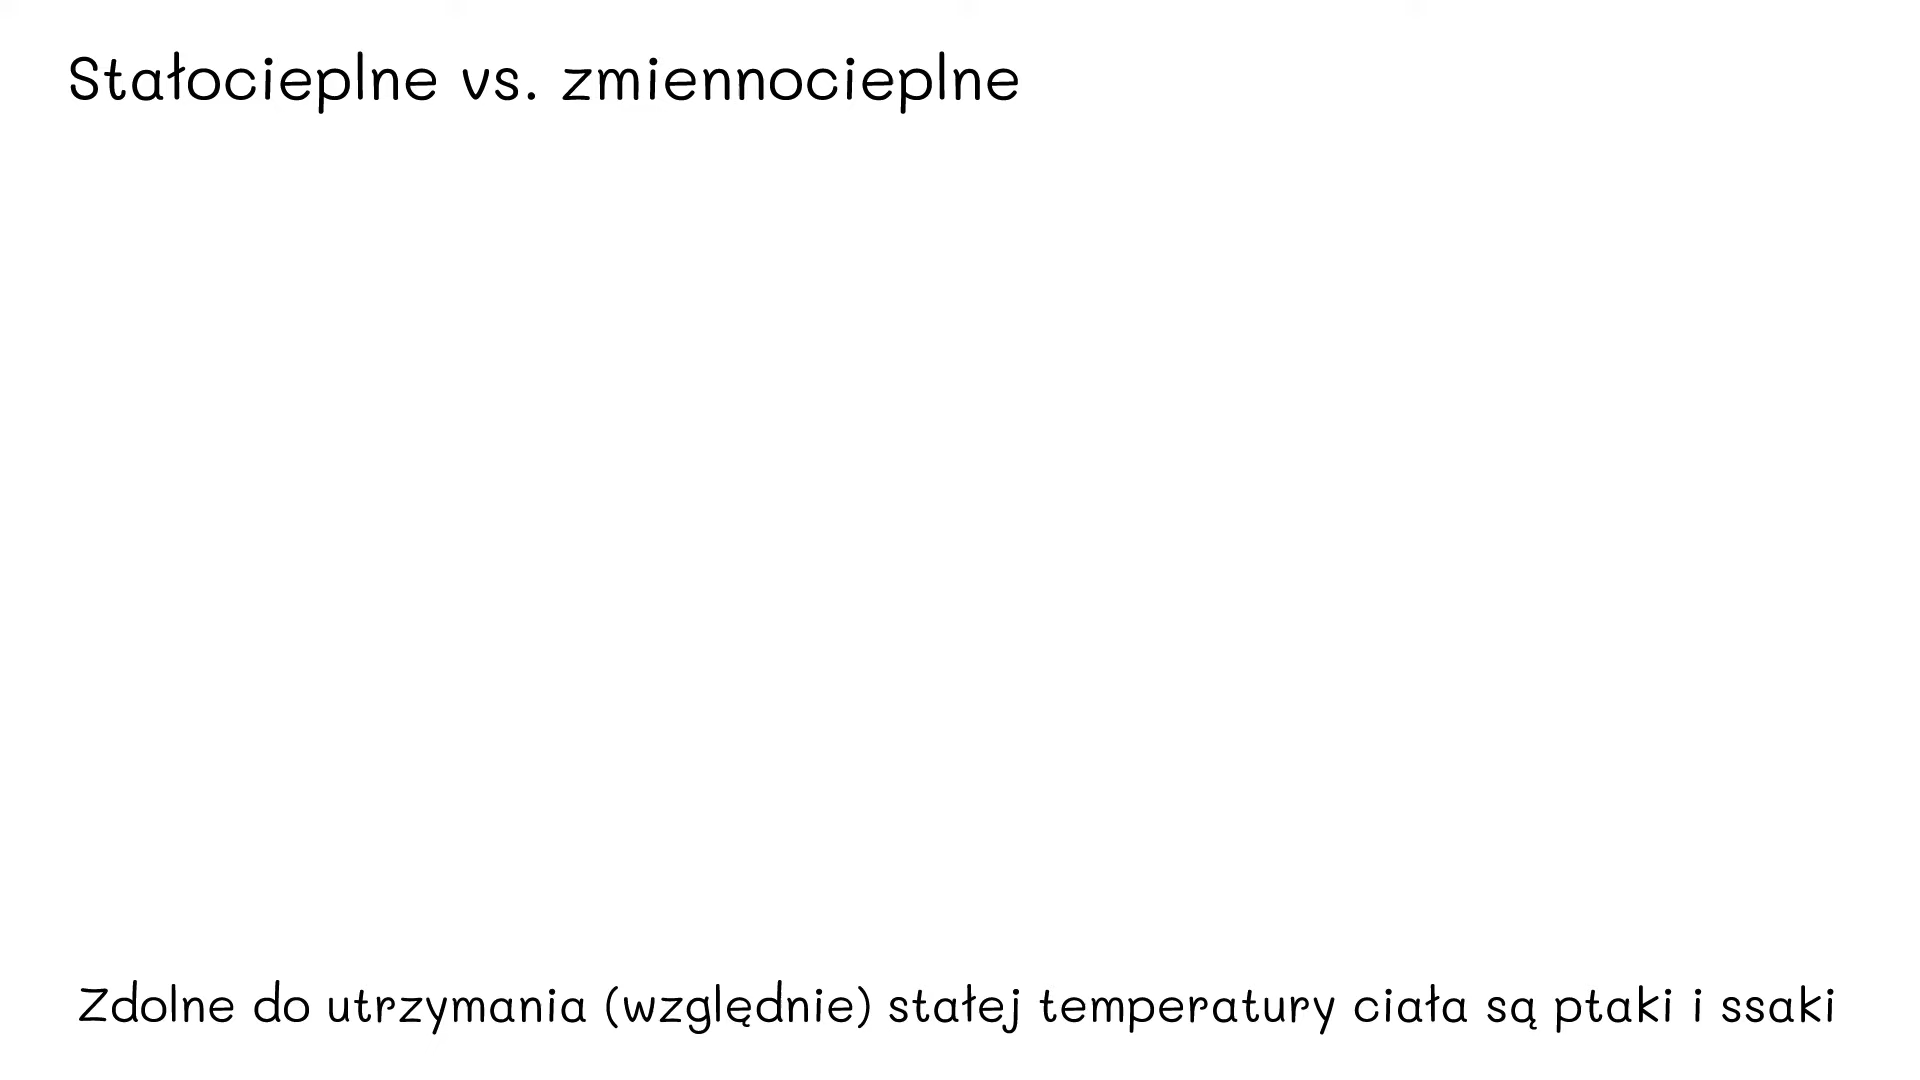 Stałocieplne vs. zmiennocieplne
Zdolne do utrzymania (względnie) stałej temperatury ciała są ptaki i ssaki